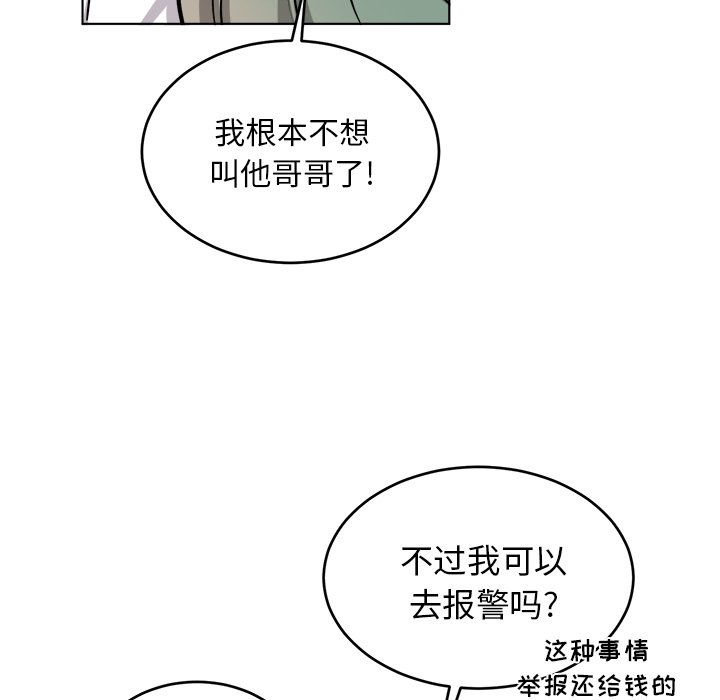 我根本不想
叫他哥哥了!
不过我可以
去报警吗?
这种事情
举报还给钱的